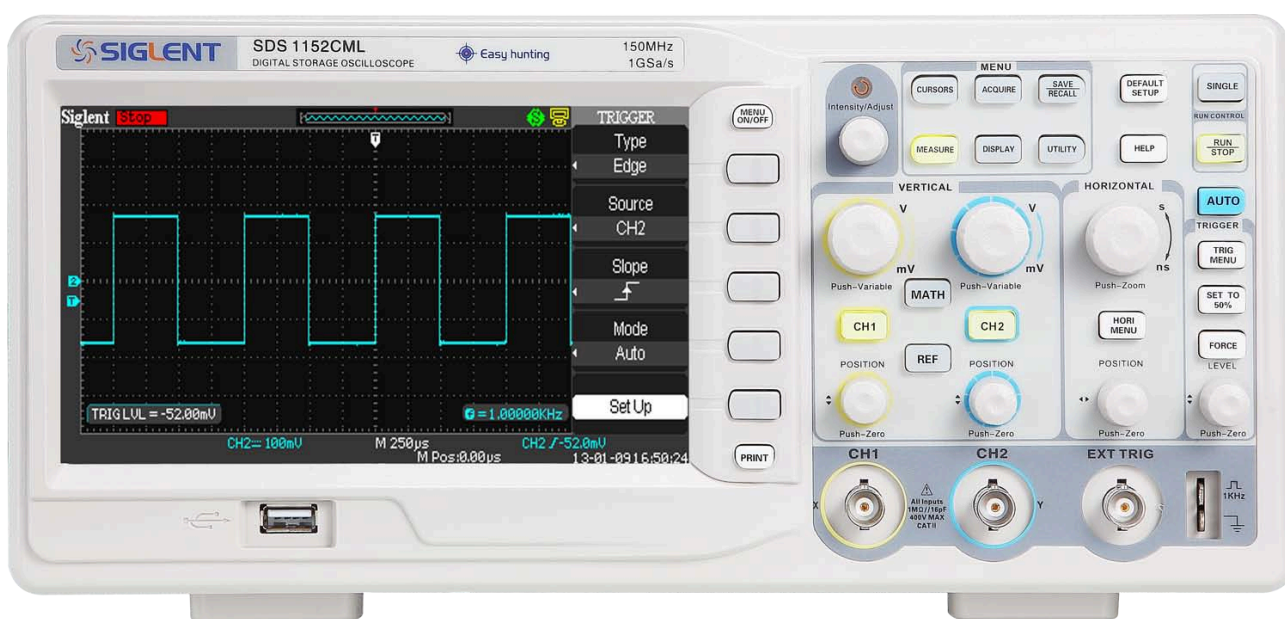 SIGLENT
SDS 1152CML
DIGITAL STORAGE OSCILLOSCOPE
Easy hunting
150MHz
1GSa/s
Siglent Stop
T
2
T
TRIGGER
Type
Edge
Source
CH2
Slope
Mode
Auto
Set Up
TRIG LVL = -52.00mV
= 1.00000KHz
CH2 100mV
M 250µs
M Pos:0.00µs
CH2 -52.0mV
13-01-09 16:50:24
MENU
ON/OFF
PRINT
Intensity/Adjust
MENU
CURSORS
ACQUIRE
SAVE
RECALL
MEASURE
DISPLAY
UTILITY
DEFAULT
SETUP
HELP
SINGLE
RUN CONTROL
RUN
STOP
AUTO
VERTICAL
V
mV
Push-Variable
V
mV
Push-Variable
MATH
CH1
CH2
REF
POSITION
POSITION
Push-Zero
Push-Zero
HORIZONTAL
s
ns
Push-Zoom
HORI
MENU
POSITION
Push-Zero
TRIGGER
TRIG
MENU
SET TO
50%
FORCE
LEVEL
Push-Zero
CH1
X
All Inputs
1MΩ//16pF
400V MAX
CAT II
CH2
Y
EXT TRIG
1KHz